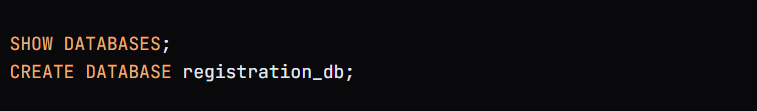 SHOW DATABASES;
CREATE DATABASE registration_db;